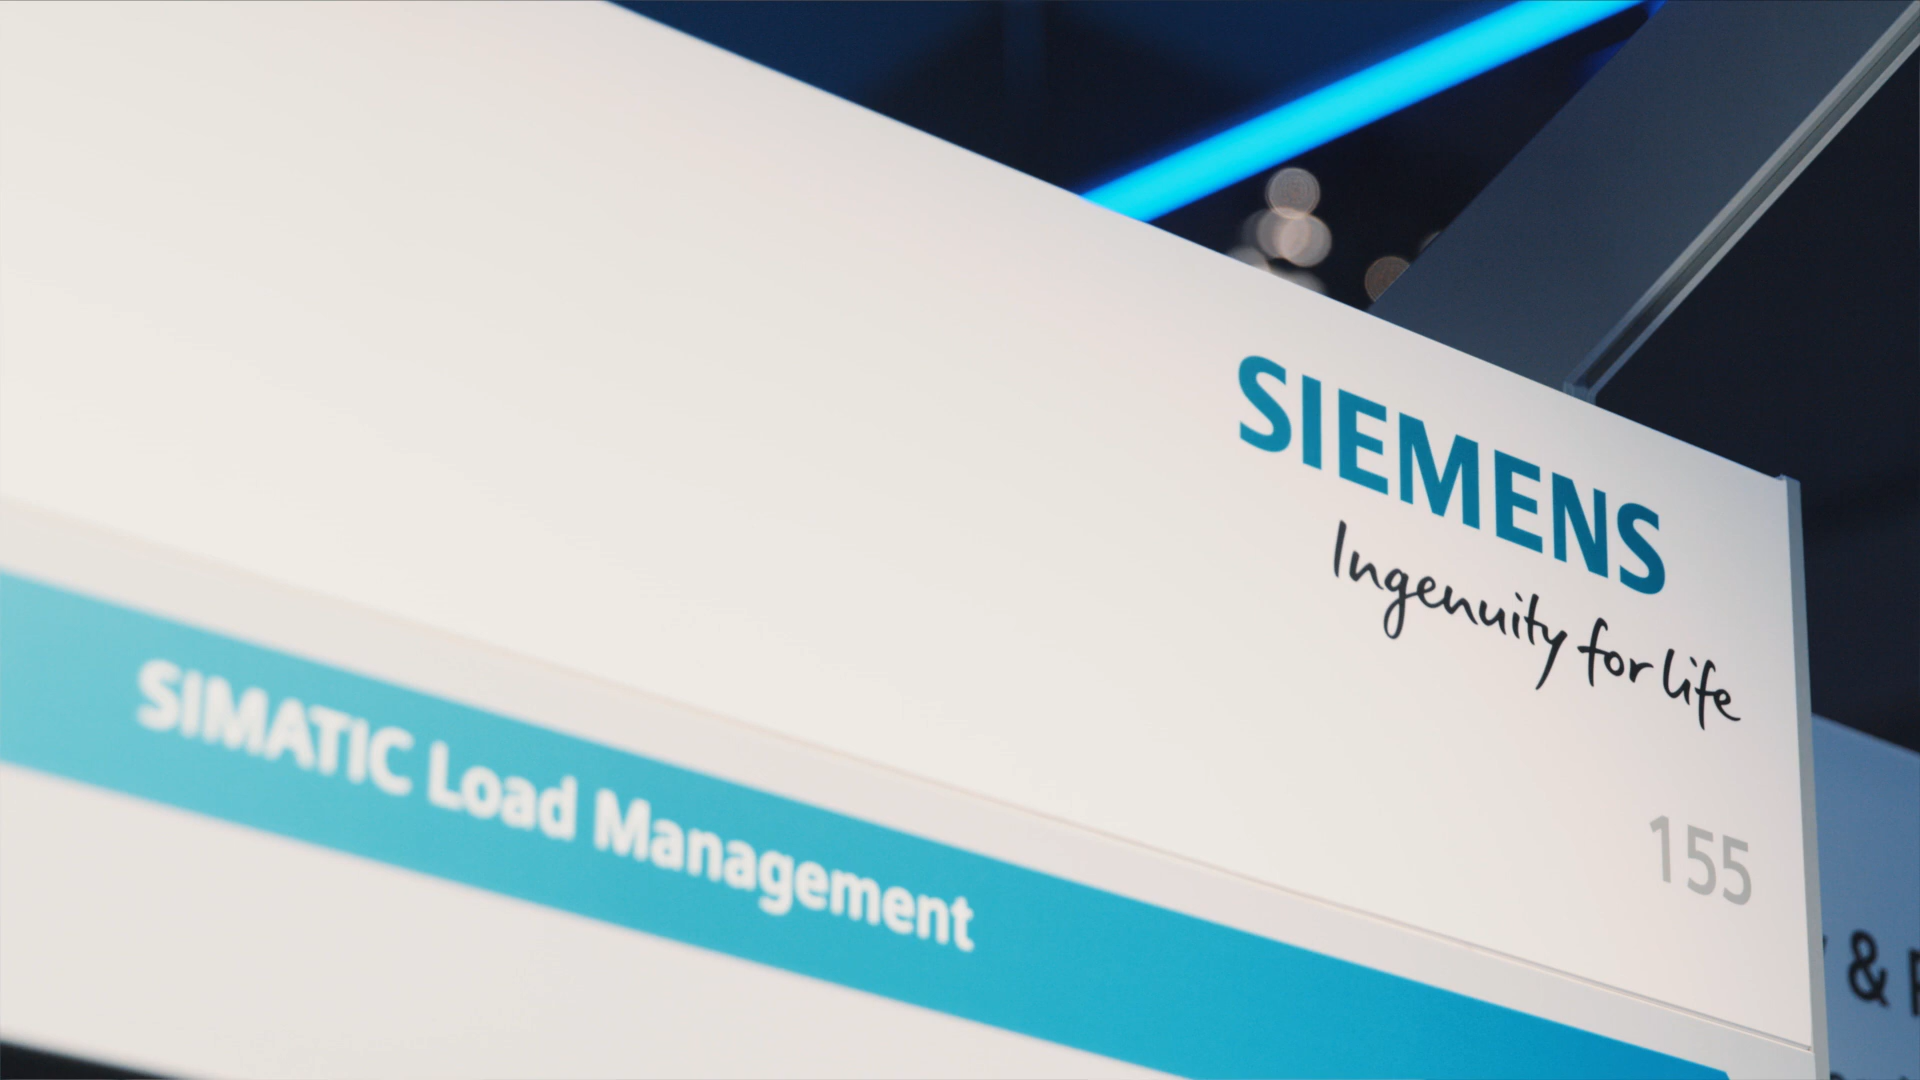 SIEMENS
Ingenuity for life
155
SIMATIC Load Management
&